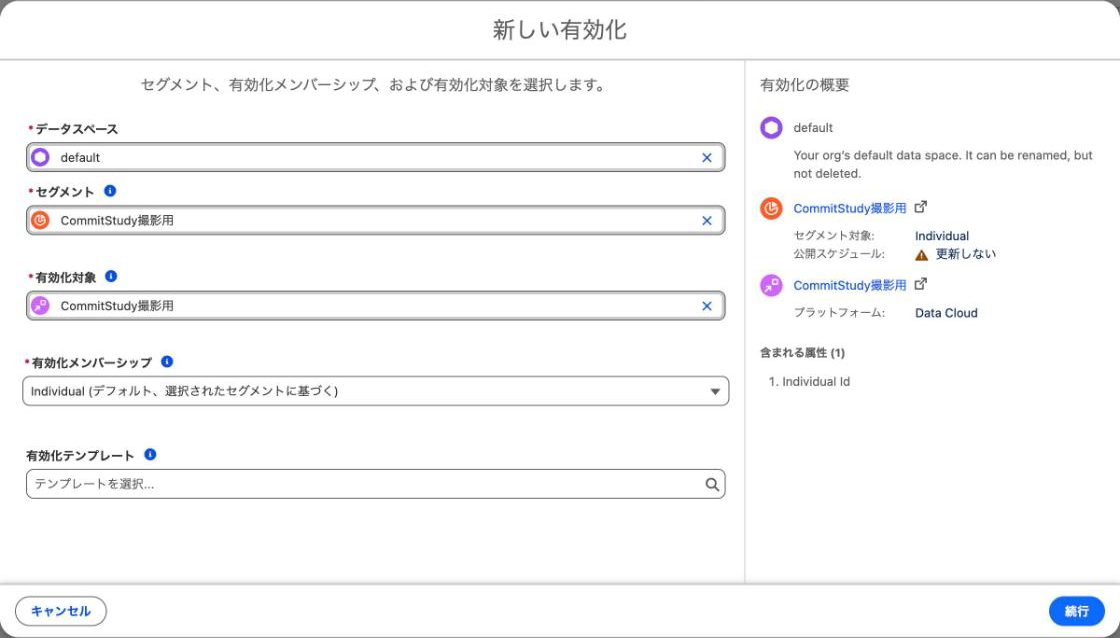 新しい有効化
セグメント、有効化メンバーシップ、および有効化対象を選択します。
*データスペース
default
*セグメント
CommitStudy撮影用
*有効化対象
CommitStudy撮影用
*有効化メンバーシップ
Individual (デフォルト、選択されたセグメントに基づく)
有効化テンプレート
テンプレートを選択...
有効化の概要
default
Your org's default data space. It can be renamed, but
not deleted.
CommitStudy撮影用
セグメント対象: Individual
公開スケジュール: 更新しない
CommitStudy撮影用
プラットフォーム: Data Cloud
含まれる属性 (1)
1. Individual Id
キャンセル
続行